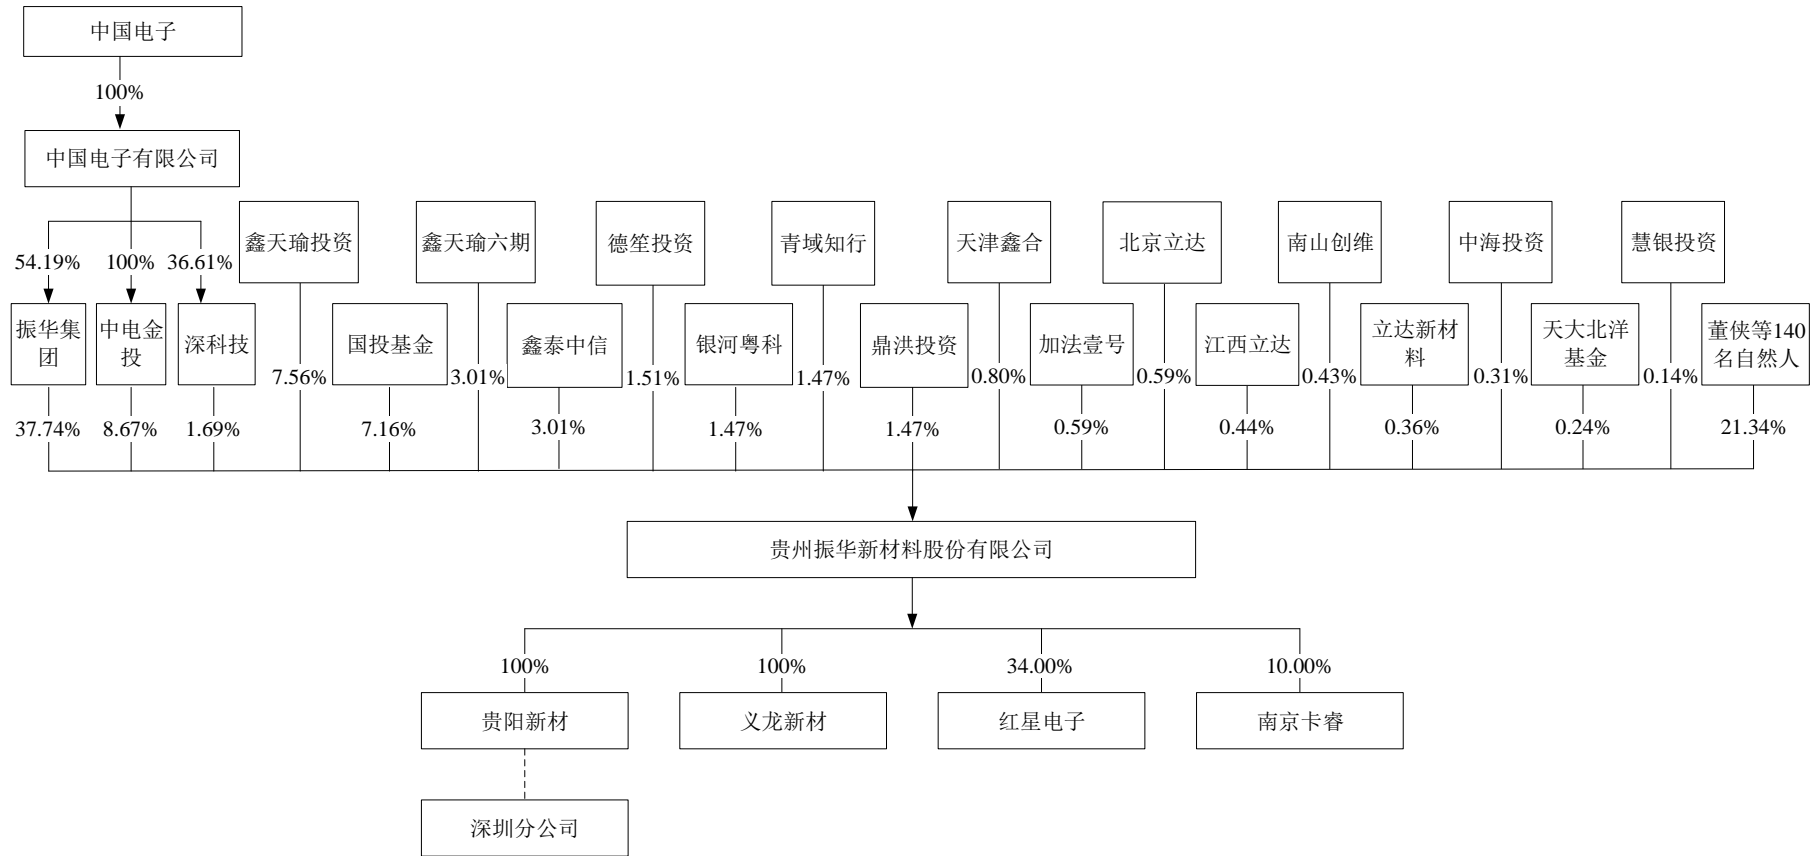 中国电子
100%
中国电子有限公司
54.19%
100%
36.61%
鑫天瑜投资
鑫天瑜六期
德笙投资
青域知行
天津鑫合
北京立达
南山创维
中海投资
慧银投资
振华集
团
中电金
投
深科技
国投基金
鑫泰中信
银河粤科
鼎洪投资
加法壹号
江西立达
立达新材
料
天大北洋
基金
董侠等140
名自然人
7.56%
3.01%
1.51%
1.47%
0.80%
0.59%
0.43%
0.31%
0.14%
37.74%
8.67%
1.69%
7.16%
3.01%
1.47%
1.47%
0.59%
0.44%
0.36%
0.24%
21.34%
贵州振华新材料股份有限公司
100%
100%
34.00%
10.00%
贵阳新材
义龙新材
红星电子
南京卡睿
深圳分公司